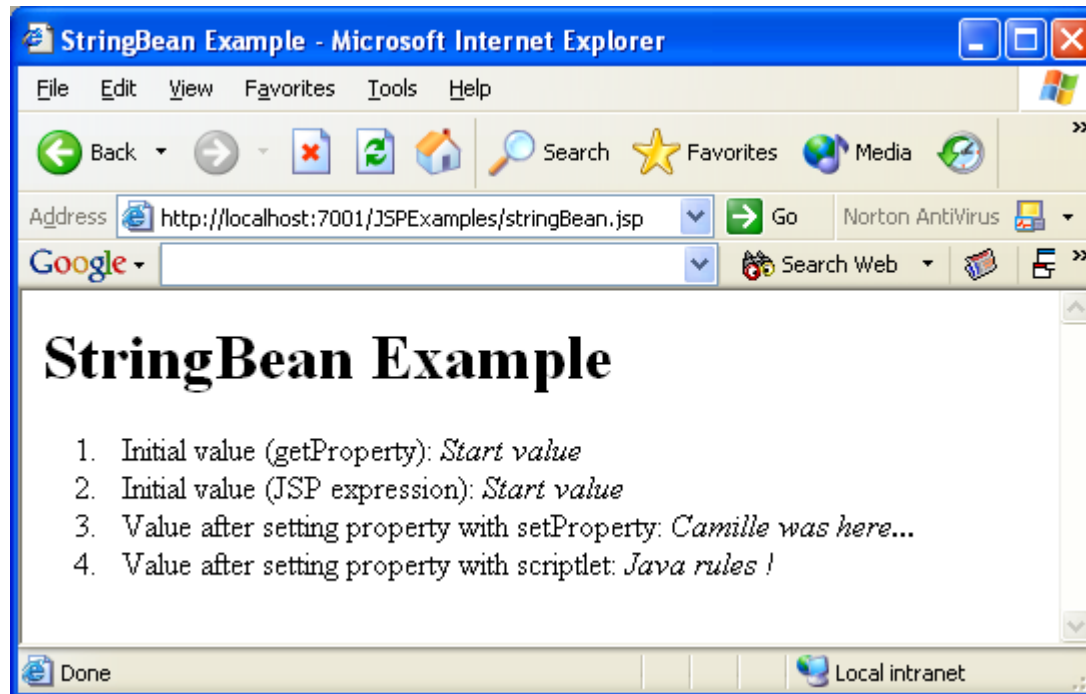 StringBean Example - Microsoft Internet Explorer
File Edit View Favorites Tools Help
Back Search Favorites Media »
Address http://localhost:7001/JSPExamples/stringBean.jsp Go Norton AntiVirus
Google Search Web »
StringBean Example
1. Initial value (getProperty): Start value
2. Initial value (JSP expression): Start value
3. Value after setting property with setProperty: Camille was here...
4. Value after setting property with scriptlet: Java rules !
Done Local intranet